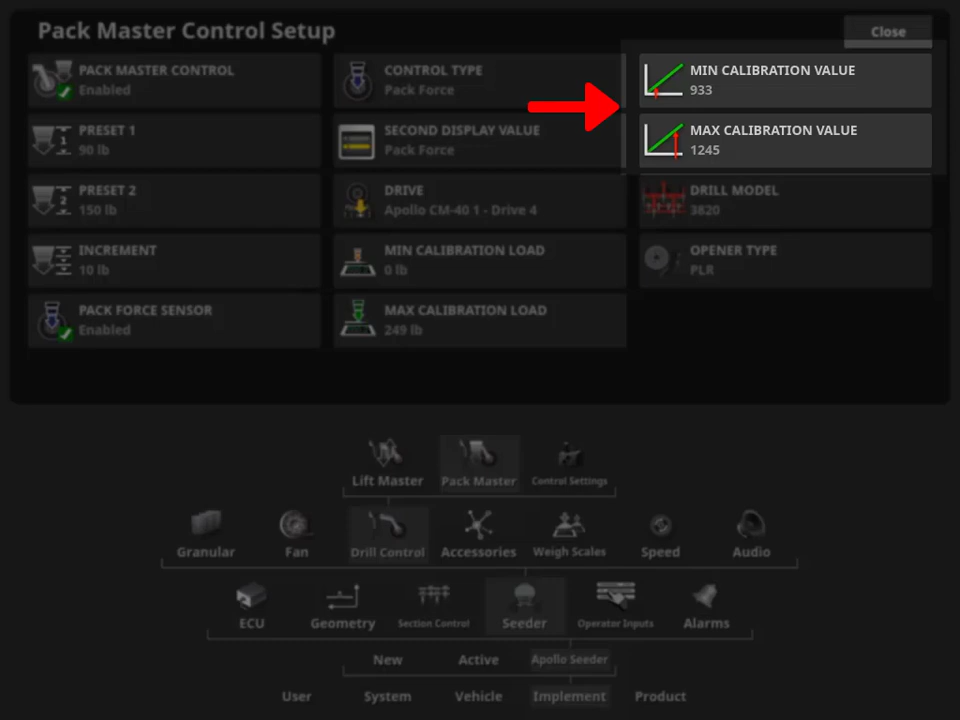 Pack Master Control Setup
Close
PACK MASTER CONTROL
Enabled
CONTROL TYPE
Pack Force
MIN CALIBRATION VALUE
933
PRESET 1
90 lb
SECOND DISPLAY VALUE
Pack Force
MAX CALIBRATION VALUE
1245
PRESET 2
150 lb
DRIVE
Apollo CM-40 1 - Drive 4
DRILL MODEL
3820
INCREMENT
10 lb
MIN CALIBRATION LOAD
0 lb
OPENER TYPE
PLR
PACK FORCE SENSOR
Enabled
MAX CALIBRATION LOAD
249 lb
Lift Master
Pack Master
Control Settings
Granular
Fan
Drill Control
Accessories
Weigh Scales
Speed
Audio
ECU
Geometry
Section Control
Seeder
Operator Inputs
Alarms
New
Active
Apollo Seeder
User
System
Vehicle
Implement
Product